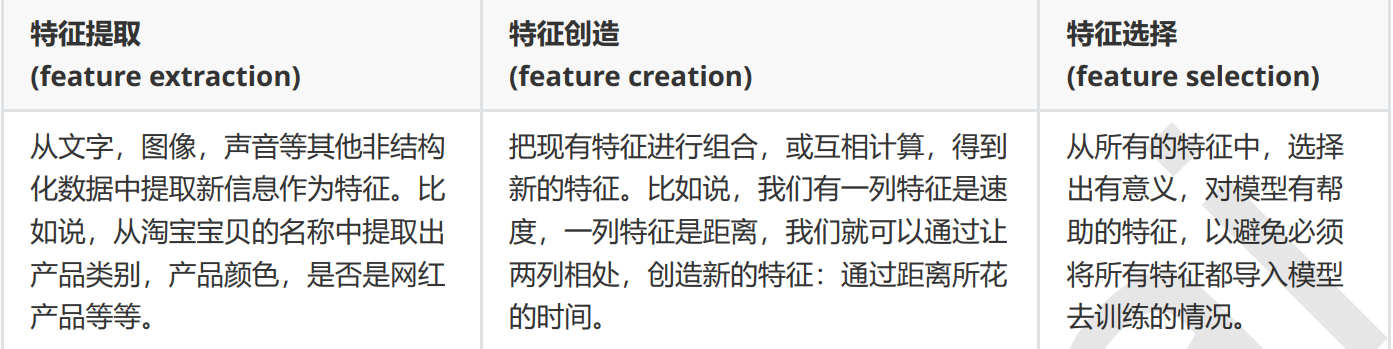 特征提取
(feature extraction)
从文字，图像，声音等其他非结构
化数据中提取新信息作为特征。比
如说，从淘宝宝贝的名称中提取出
产品类别，产品颜色，是否是网红
产品等等。
特征创造
(feature creation)
把现有特征进行组合，或互相计算，得到
新的特征。比如说，我们有一列特征是速
度，一列特征是距离，我们就可以通过让
两列相处，创造新的特征：通过距离所花
的时间。
特征选择
(feature selection)
从所有的特征中，选择
出有意义，对模型有帮
助的特征，以避免必须
将所有特征都导入模型
去训练的情况。